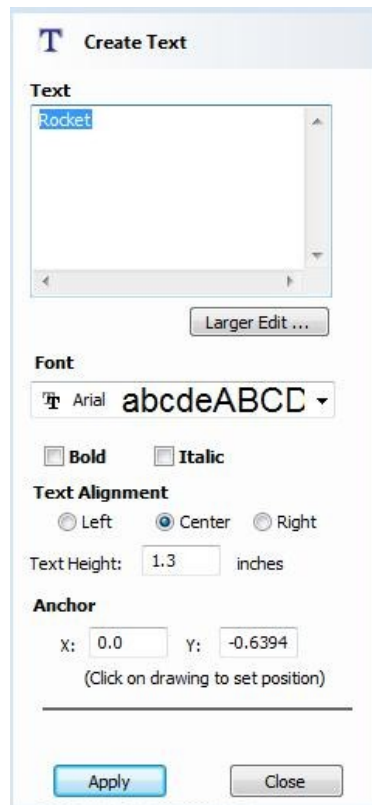 T Create Text
Text
Rocket
Larger Edit ...
Font
Arial abcdeABCD
Bold Italic
Text Alignment
Left Center Right
Text Height: 1.3 inches
Anchor
X: 0.0 Y: -0.6394
(Click on drawing to set position)
Apply Close